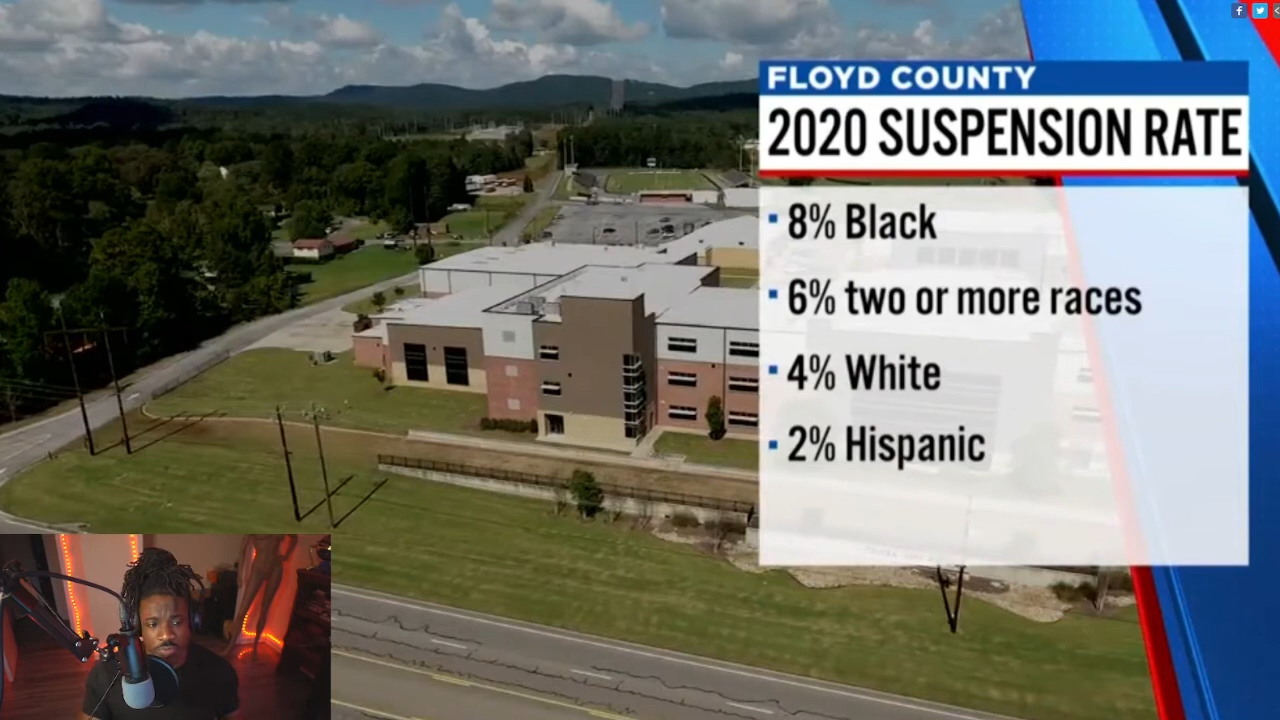 FLOYD COUNTY
2020 SUSPENSION RATE
8% Black
6% two or more races
4% White
2% Hispanic